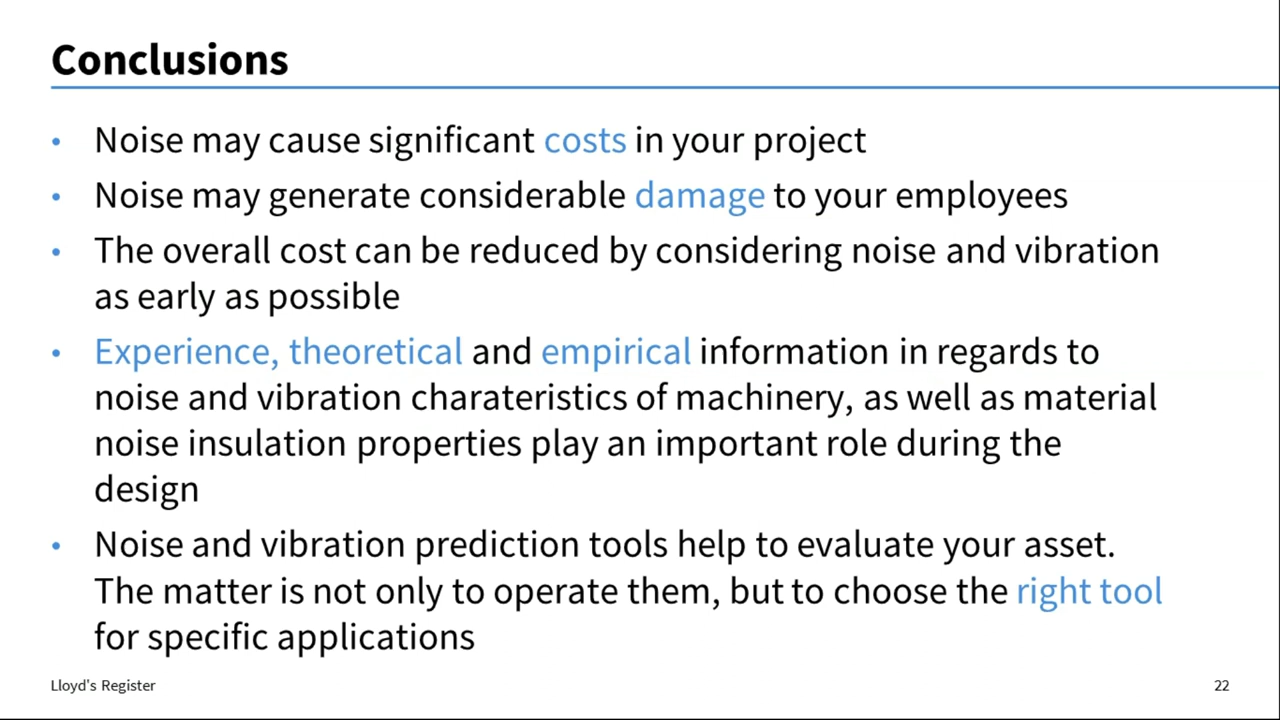 Conclusions
• Noise may cause significant costs in your project
• Noise may generate considerable damage to your employees
• The overall cost can be reduced by considering noise and vibration
as early as possible
• Experience, theoretical and empirical information in regards to
noise and vibration charateristics of machinery, as well as material
noise insulation properties play an important role during the
design
• Noise and vibration prediction tools help to evaluate your asset.
The matter is not only to operate them, but to choose the right tool
for specific applications
Lloyd's Register
22